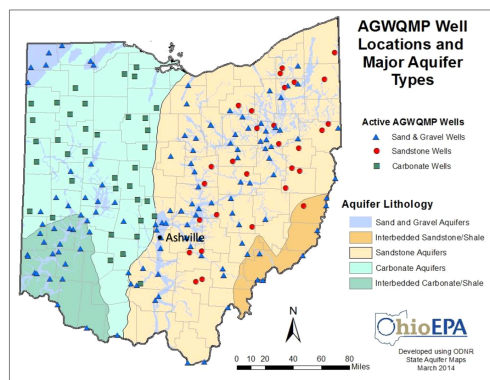 AGWQMP Well
Locations and
Major Aquifer
Types
Active AGWQMP Wells
Sand & Gravel Wells
Sandstone Wells
Carbonate Wells
Aquifer Lithology
Sand and Gravel Aquifers
Interbedded Sandstone/Shale
Sandstone Aquifers
Carbonate Aquifers
Interbedded Carbonate/Shale
Ashville
N
0 10 20 40 60 80
Miles
OhioEPA
Developed using ODNR
State Aquifer Maps
March 2014